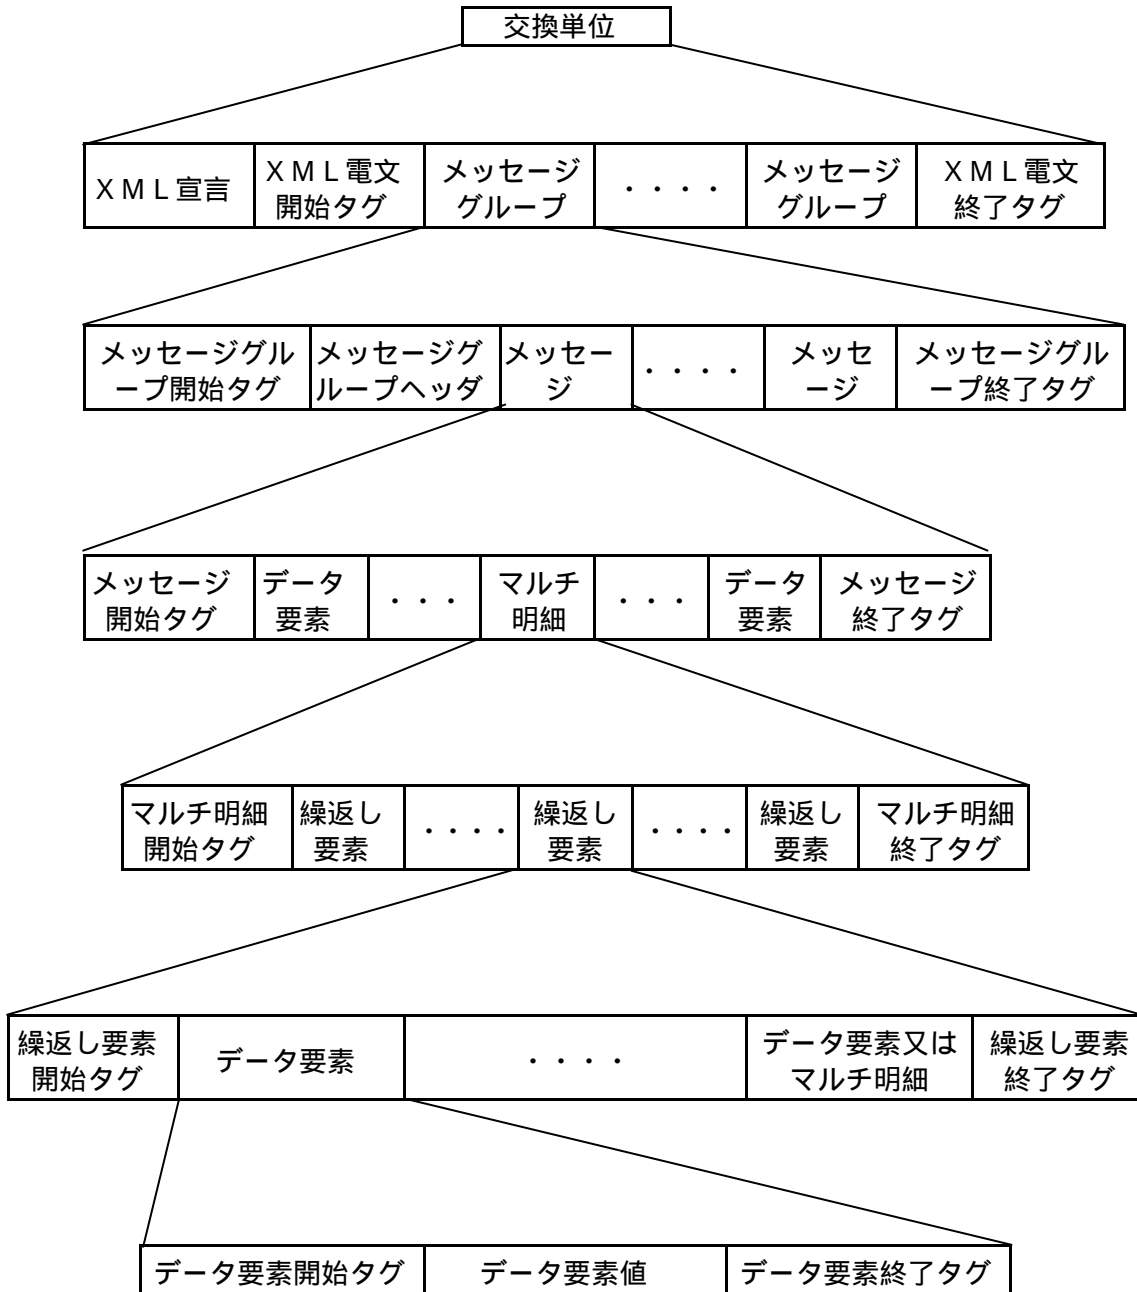 交換単位
ＸＭＬ宣言
ＸＭＬ電文
開始タグ
メッセージ
グループ
・・・・
メッセージ
グループ
ＸＭＬ電文
終了タグ
メッセージグル
ープ開始タグ
メッセージグ
ループヘッダ
メッセー
ジ
・・・・
メッセ
ージ
メッセージグル
ープ終了タグ
メッセージ
開始タグ
データ
要素
・・・
マルチ
明細
・・・
データ
要素
メッセージ
終了タグ
マルチ明細
開始タグ
繰返し
要素
・・・・
繰返し
要素
・・・・
繰返し
要素
マルチ明細
終了タグ
繰返し要素
開始タグ
データ要素
・・・・
データ要素又は
マルチ明細
繰返し要素
終了タグ
データ要素開始タグ
データ要素値
データ要素終了タグ